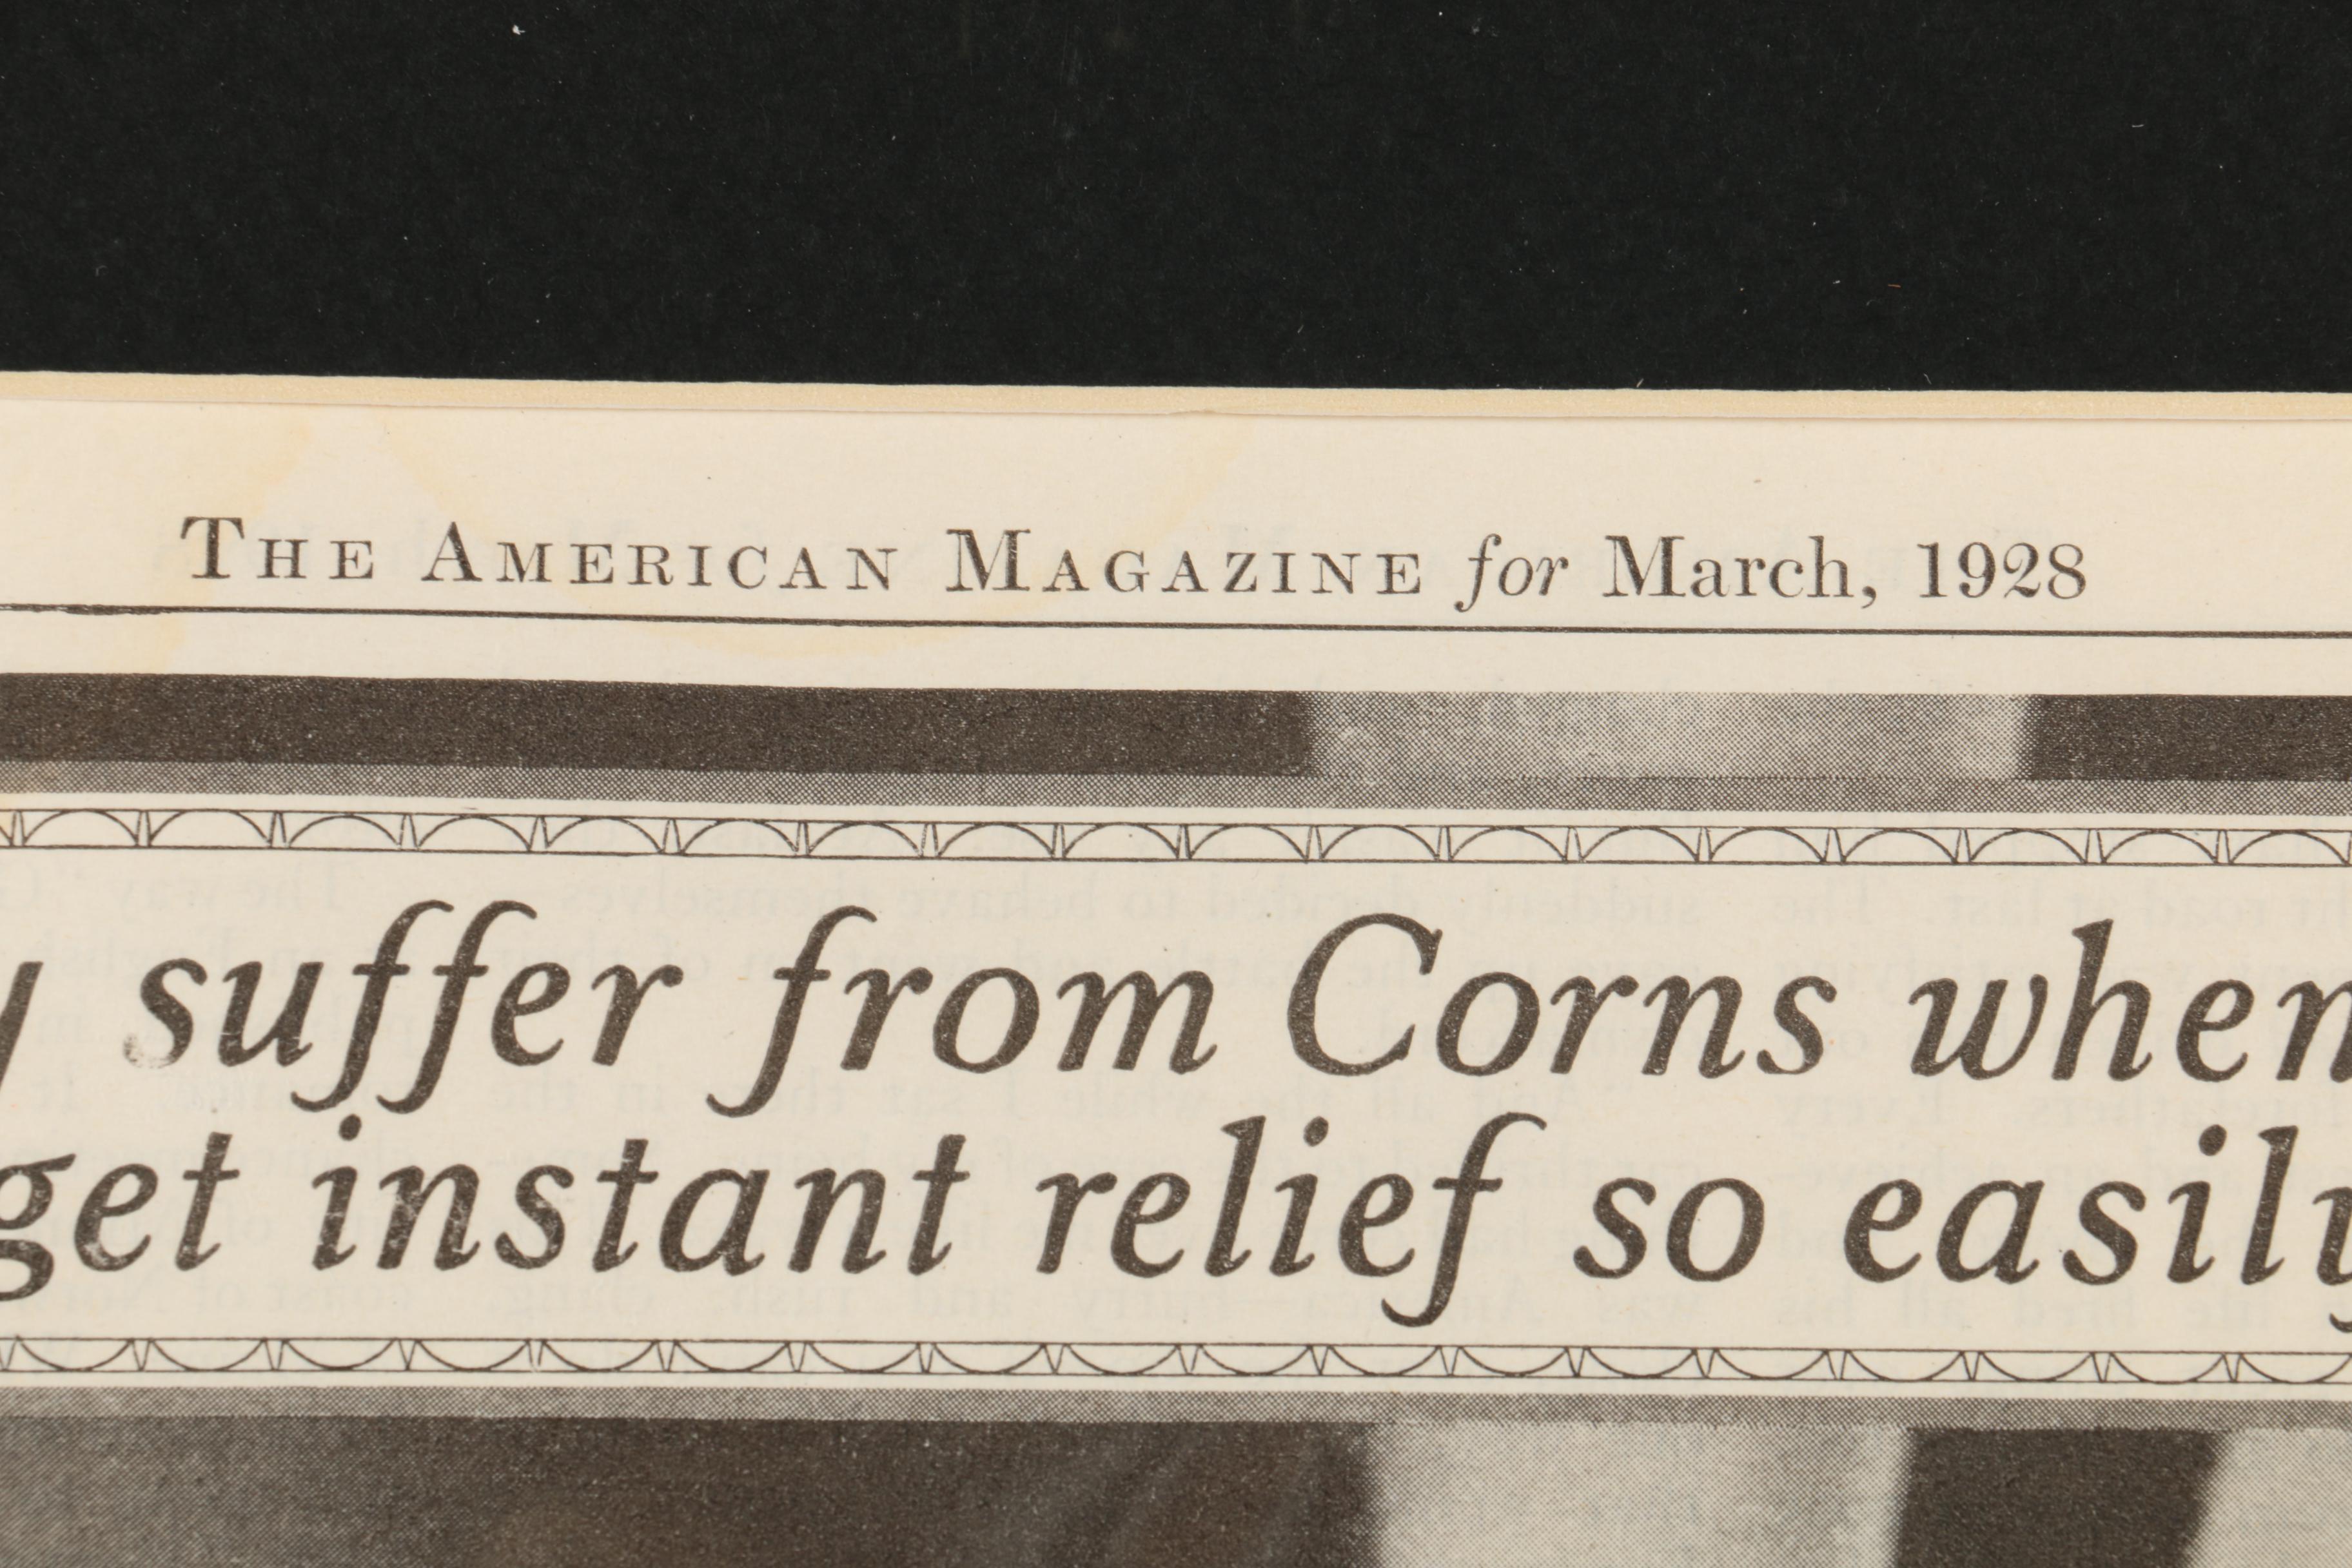 THE AMERICAN MAGAZINE for March, 1928
y suffer from Corns when
get instant relief so easily